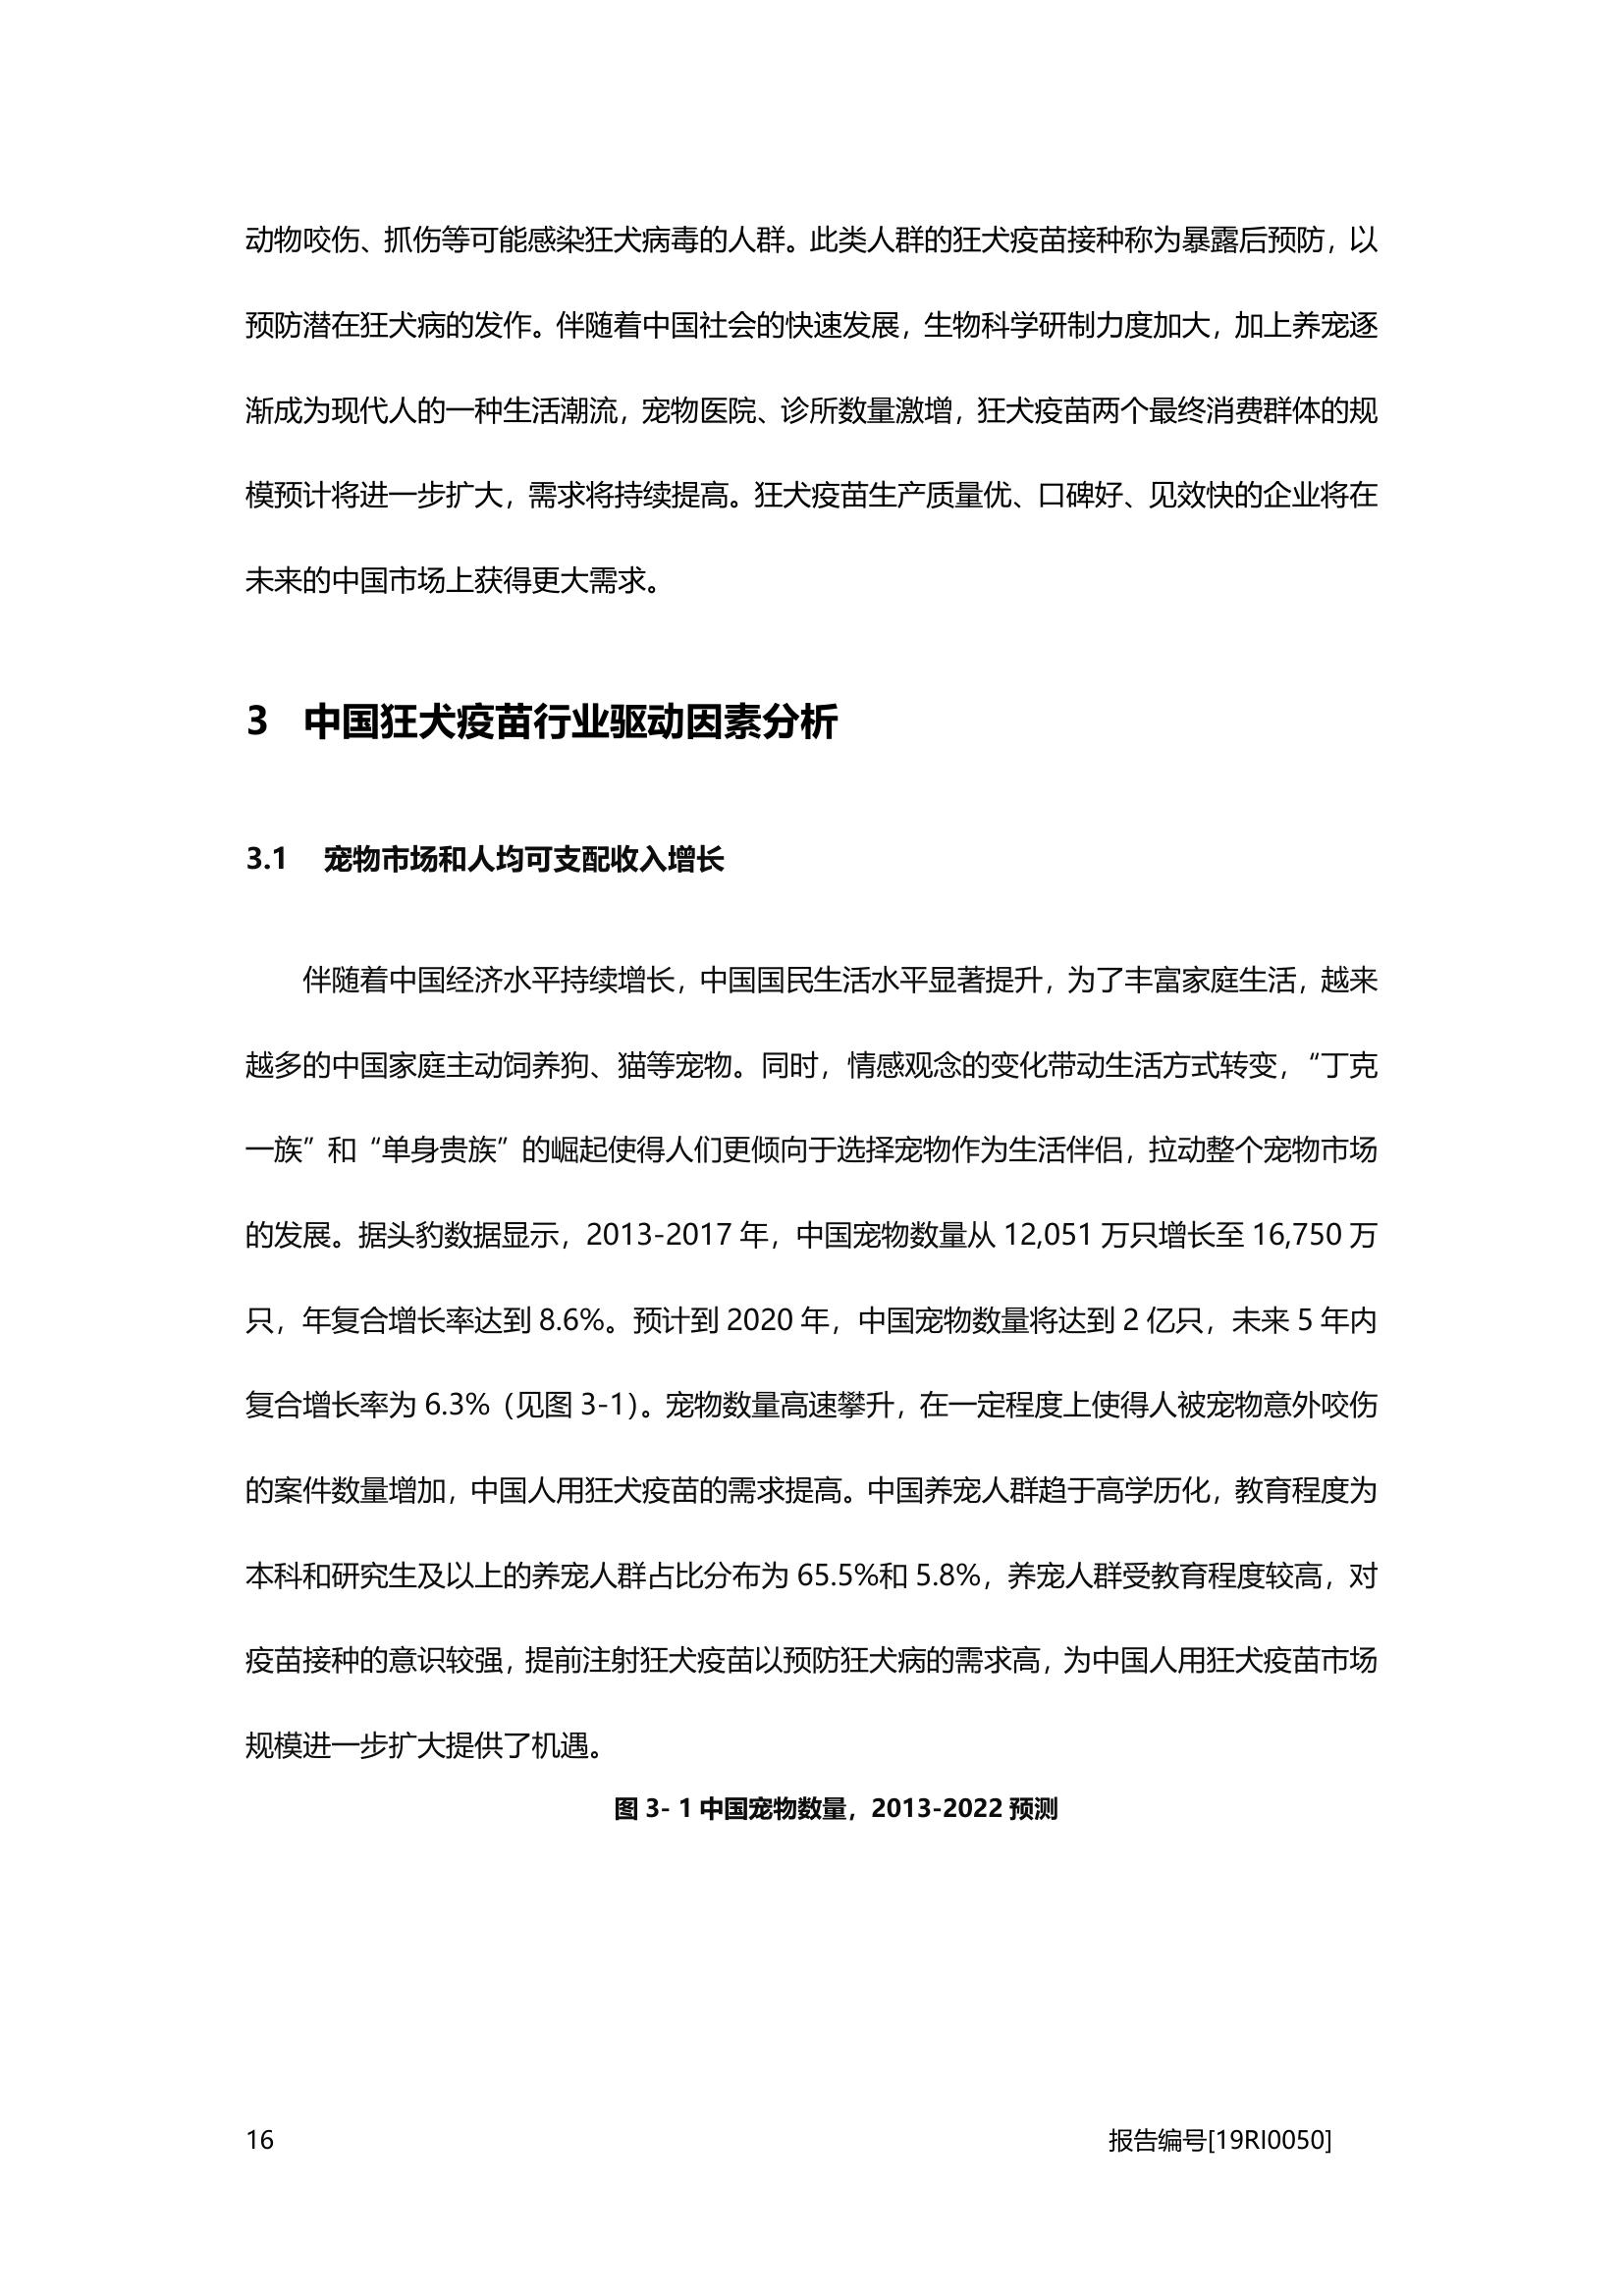 动物咬伤、抓伤等可能感染狂犬病毒的人群。此类人群的狂犬疫苗接种称为暴露后预防，以
预防潜在狂犬病的发作。伴随着中国社会的快速发展，生物科学研制力度加大，加上养宠逐
渐成为现代人的一种生活潮流，宠物医院、诊所数量激增，狂犬疫苗两个最终消费群体的规
模预计将进一步扩大，需求将持续提高。狂犬疫苗生产质量优、口碑好、见效快的企业将在
未来的中国市场上获得更大需求。
3 中国狂犬疫苗行业驱动因素分析
3.1 宠物市场和人均可支配收入增长
伴随着中国经济水平持续增长，中国国民生活水平显著提升，为了丰富家庭生活，越来
越多的中国家庭主动饲养狗、猫等宠物。同时，情感观念的变化带动生活方式转变，“丁克
一族”和“单身贵族”的崛起使得人们更倾向于选择宠物作为生活伴侣，拉动整个宠物市场
的发展。据头豹数据显示，2013-2017 年，中国宠物数量从 12,051 万只增长至 16,750 万
只，年复合增长率达到 8.6%。预计到 2020 年，中国宠物数量将达到 2 亿只，未来 5 年内
复合增长率为 6.3%（见图 3-1）。宠物数量高速攀升，在一定程度上使得人被宠物意外咬伤
的案件数量增加，中国人用狂犬疫苗的需求提高。中国养宠人群趋于高学历化，教育程度为
本科和研究生及以上的养宠人群占比分布为 65.5%和 5.8%，养宠人群受教育程度较高，对
疫苗接种的意识较强，提前注射狂犬疫苗以预防狂犬病的需求高，为中国人用狂犬疫苗市场
规模进一步扩大提供了机遇。
图 3- 1 中国宠物数量，2013-2022 预测
16 报告编号[19RI0050]